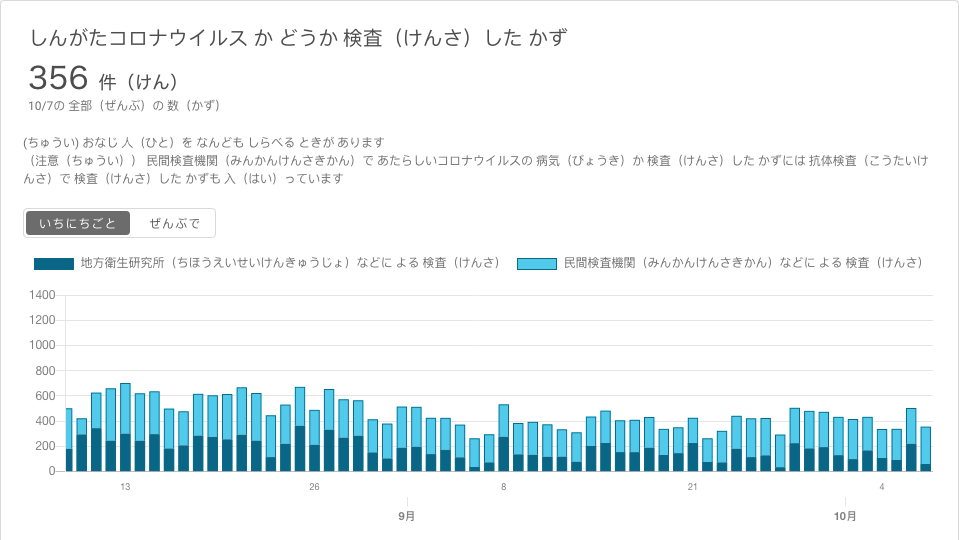 しんがたコロナウイルス か どうか 検査（けんさ）した かず
356 件（けん）
10/7の 全部（ぜんぶ）の 数（かず）
(ちゅうい) おなじ 人（ひと）を なんども しらべる ときが あります
（注意（ちゅうい）） 民間検査機関（みんかんけんさきかん）で あたらしいコロナウイルスの 病気（びょうき）か 検査（けんさ）した かずには 抗体検査（こうたいけ
んさ）で 検査（けんさ）した かずも 入（はい）っています
いちにちごと ぜんぶで
地方衛生研究所（ちほうえいせいけんきゅうじょ）などに よる 検査（けんさ） 民間検査機関（みんかんけんさきかん）などに よる 検査（けんさ）
1400
1200
1000
800
600
400
200
0
13 26 8 21 4
9月 10月